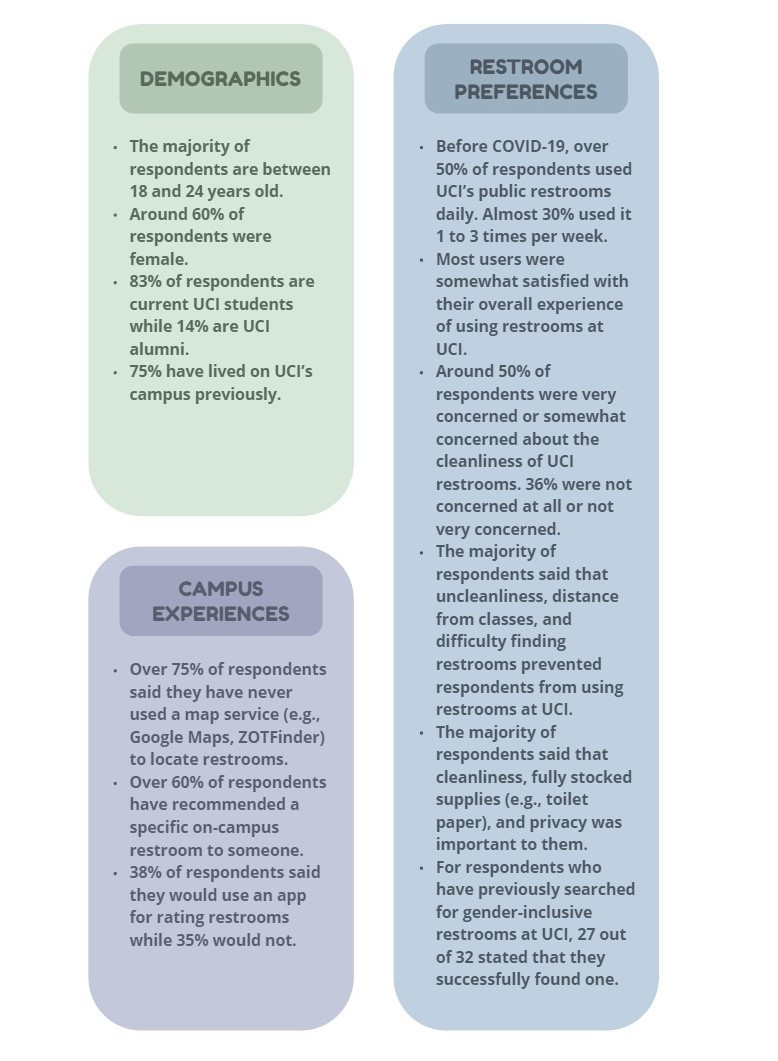 DEMOGRAPHICS
• The majority of
respondents are between
18 and 24 years old.
• Around 60% of
respondents were
female.
• 83% of respondents are
current UCI students
while 14% are UCI
alumni.
• 75% have lived on UCI’s
campus previously.
CAMPUS
EXPERIENCES
• Over 75% of respondents
said they have never
used a map service (e.g.,
Google Maps, ZOTFinder)
to locate restrooms.
• Over 60% of respondents
have recommended a
specific on-campus
restroom to someone.
• 38% of respondents said
they would use an app
for rating restrooms
while 35% would not.
RESTROOM
PREFERENCES
• Before COVID-19, over
50% of respondents used
UCI’s public restrooms
daily. Almost 30% used it
1 to 3 times per week.
• Most users were
somewhat satisfied with
their overall experience
of using restrooms at
UCI.
• Around 50% of
respondents were very
concerned or somewhat
concerned about the
cleanliness of UCI
restrooms. 36% were not
concerned at all or not
very concerned.
• The majority of
respondents said that
uncleanliness, distance
from classes, and
difficulty finding
restrooms prevented
respondents from using
restrooms at UCI.
• The majority of
respondents said that
cleanliness, fully stocked
supplies (e.g., toilet
paper), and privacy was
important to them.
• For respondents who
have previously searched
for gender-inclusive
restrooms at UCI, 27 out
of 32 stated that they
successfully found one.